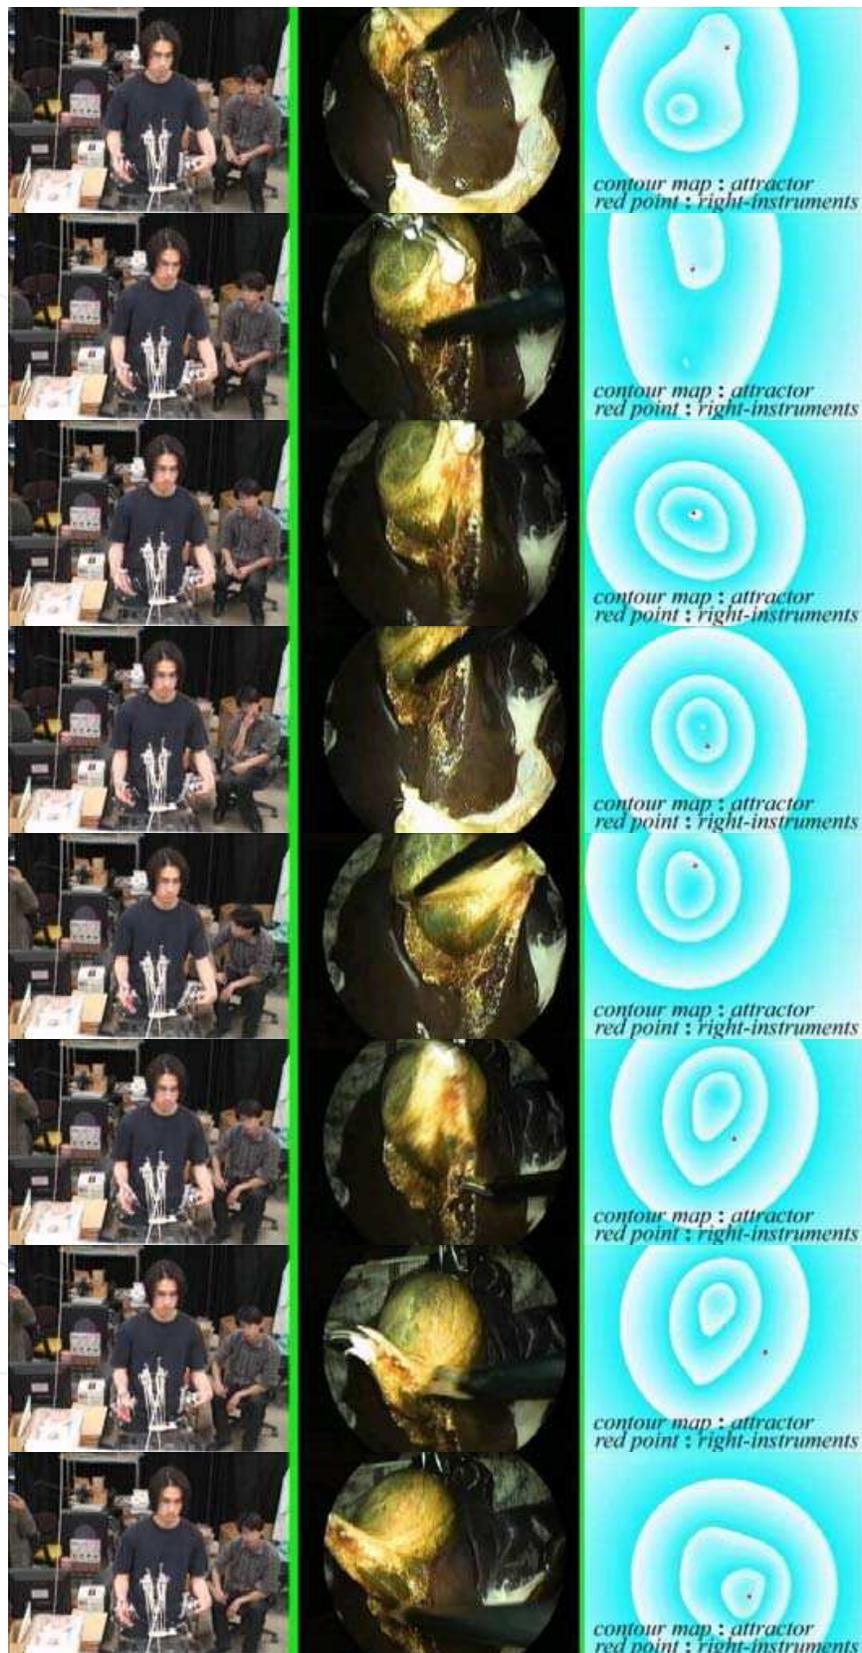 contour map : attractor
red point : right-instruments
contour map : attractor
red point : right-instruments
contour map : attractor
red point : right-instruments
contour map : attractor
red point : right-instruments
contour map : attractor
red point : right-instruments
contour map : attractor
red point : right-instruments
contour map : attractor
red point : right-instruments
contour map : attractor
red point : right-instruments